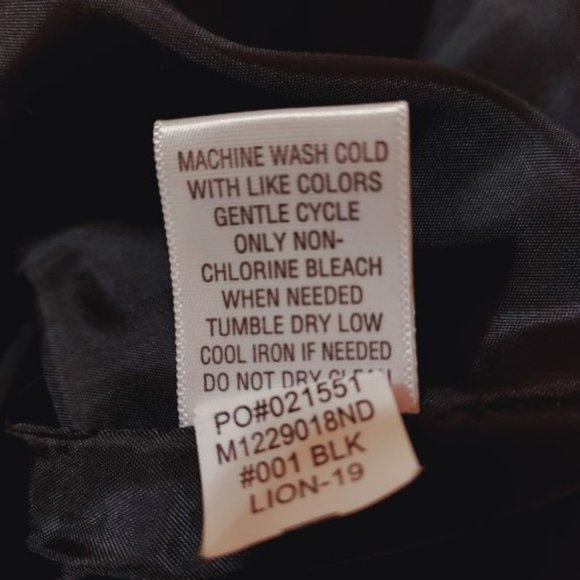 MACHINE WASH COLD
WITH LIKE COLORS
GENTLE CYCLE
ONLY NON-
CHLORINE BLEACH
WHEN NEEDED
TUMBLE DRY LOW
COOL IRON IF NEEDED
DO NOT DRY CLEAN
PO#021551
M1229018ND
#001 BLK
LION-19